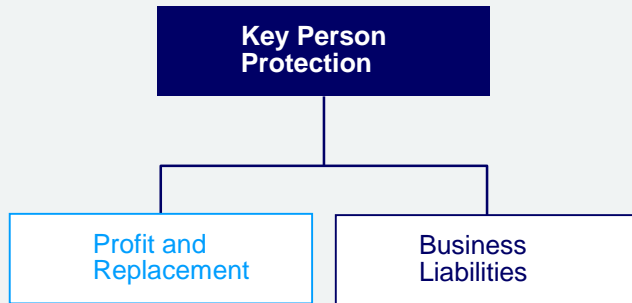 Key Person
Protection
Profit and
Replacement
Business
Liabilities